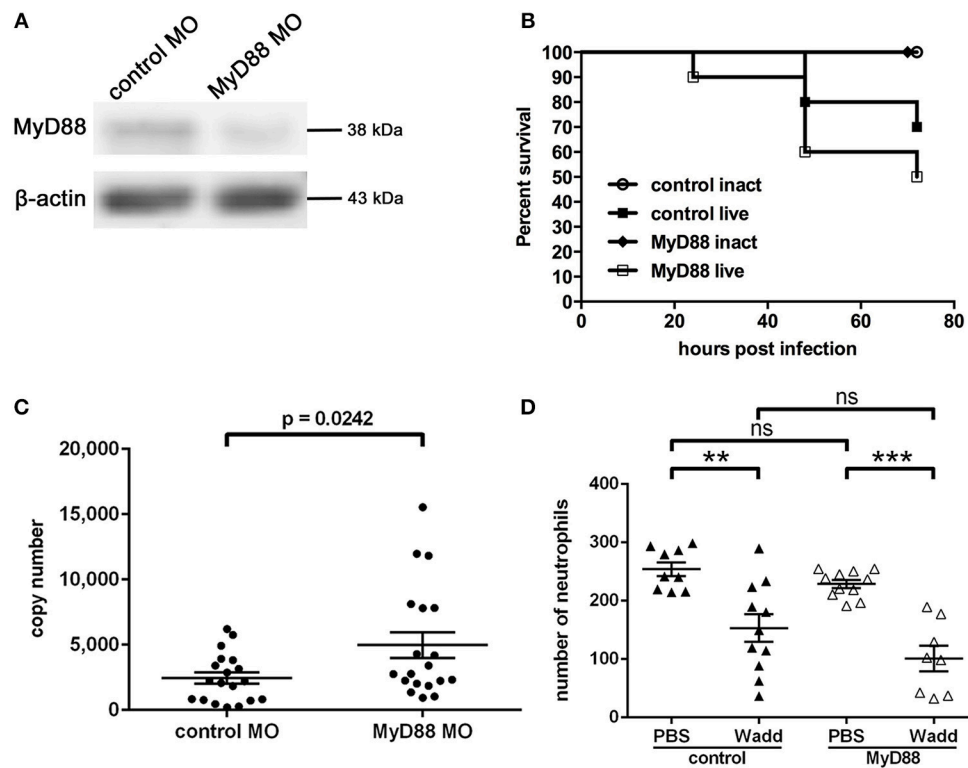 A
control MO
MyD88 MO
MyD88
38 kDa
β-actin
43 kDa
B
Percent survival
100
90
80
70
60
50
40
30
20
10
0
control inact
control live
MyD88 inact
MyD88 live
0 20 40 60 80
hours post infection
C
p = 0.0242
copy number
20,000
15,000
10,000
5,000
0
control MO MyD88 MO
D
ns
ns
** ***
number of neutrophils
400
300
200
100
0
PBS Wadd PBS Wadd
control MyD88